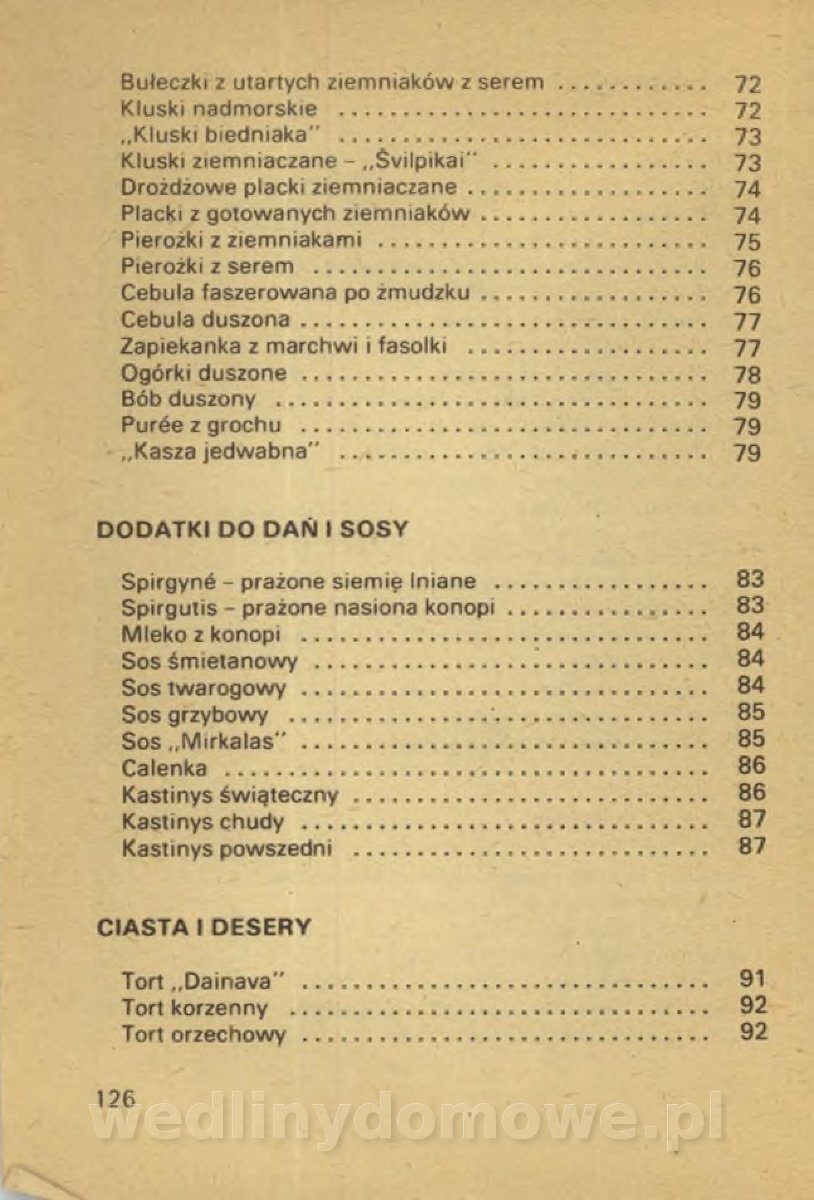 Bułeczki z utartych ziemniaków z serem . . . . . . . . . . . . 72
Kluski nadmorskie . . . . . . . . . . . . . . . . . . . . . . . . . . . . . 72
„Kluski biedniaka" . . . . . . . . . . . . . . . . . . . . . . . . . . . . . 73
Kluski ziemniaczane – „Švilpikai" . . . . . . . . . . . . . . . . . 73
Drożdżowe placki ziemniaczane . . . . . . . . . . . . . . . . . . . 74
Placki z gotowanych ziemniaków . . . . . . . . . . . . . . . . . . 74
Pierożki z ziemniakami . . . . . . . . . . . . . . . . . . . . . . . . . . 75
Pierożki z serem . . . . . . . . . . . . . . . . . . . . . . . . . . . . . . . 76
Cebula faszerowana po żmudzku . . . . . . . . . . . . . . . . . . 76
Cebula duszona . . . . . . . . . . . . . . . . . . . . . . . . . . . . . . . . 77
Zapiekanka z marchwi i fasolki . . . . . . . . . . . . . . . . . . . 77
Ogórki duszone . . . . . . . . . . . . . . . . . . . . . . . . . . . . . . . . 78
Bób duszony . . . . . . . . . . . . . . . . . . . . . . . . . . . . . . . . . . 79
Purée z grochu . . . . . . . . . . . . . . . . . . . . . . . . . . . . . . . . 79
„Kasza jedwabna" . . . . . . . . . . . . . . . . . . . . . . . . . . . . . 79
DODATKI DO DAŃ I SOSY
Spirgyné – prażone siemię lniane . . . . . . . . . . . . . . . . . 83
Spirgutis – prażone nasiona konopi . . . . . . . . . . . . . . . . 83
Mleko z konopi . . . . . . . . . . . . . . . . . . . . . . . . . . . . . . . . 84
Sos śmietanowy . . . . . . . . . . . . . . . . . . . . . . . . . . . . . . . 84
Sos twarogowy . . . . . . . . . . . . . . . . . . . . . . . . . . . . . . . . 84
Sos grzybowy . . . . . . . . . . . . . . . . . . . . . . . . . . . . . . . . . 85
Sos „Mirkalas" . . . . . . . . . . . . . . . . . . . . . . . . . . . . . . . . 85
Calenka . . . . . . . . . . . . . . . . . . . . . . . . . . . . . . . . . . . . . . 86
Kastinys świąteczny . . . . . . . . . . . . . . . . . . . . . . . . . . . . 86
Kastinys chudy . . . . . . . . . . . . . . . . . . . . . . . . . . . . . . . . 87
Kastinys powszedni . . . . . . . . . . . . . . . . . . . . . . . . . . . . 87
CIASTA I DESERY
Tort „Dainava" . . . . . . . . . . . . . . . . . . . . . . . . . . . . . . . . 91
Tort korzenny . . . . . . . . . . . . . . . . . . . . . . . . . . . . . . . . . 92
Tort orzechowy . . . . . . . . . . . . . . . . . . . . . . . . . . . . . . . . 92
126
wedlinydomowe.pl